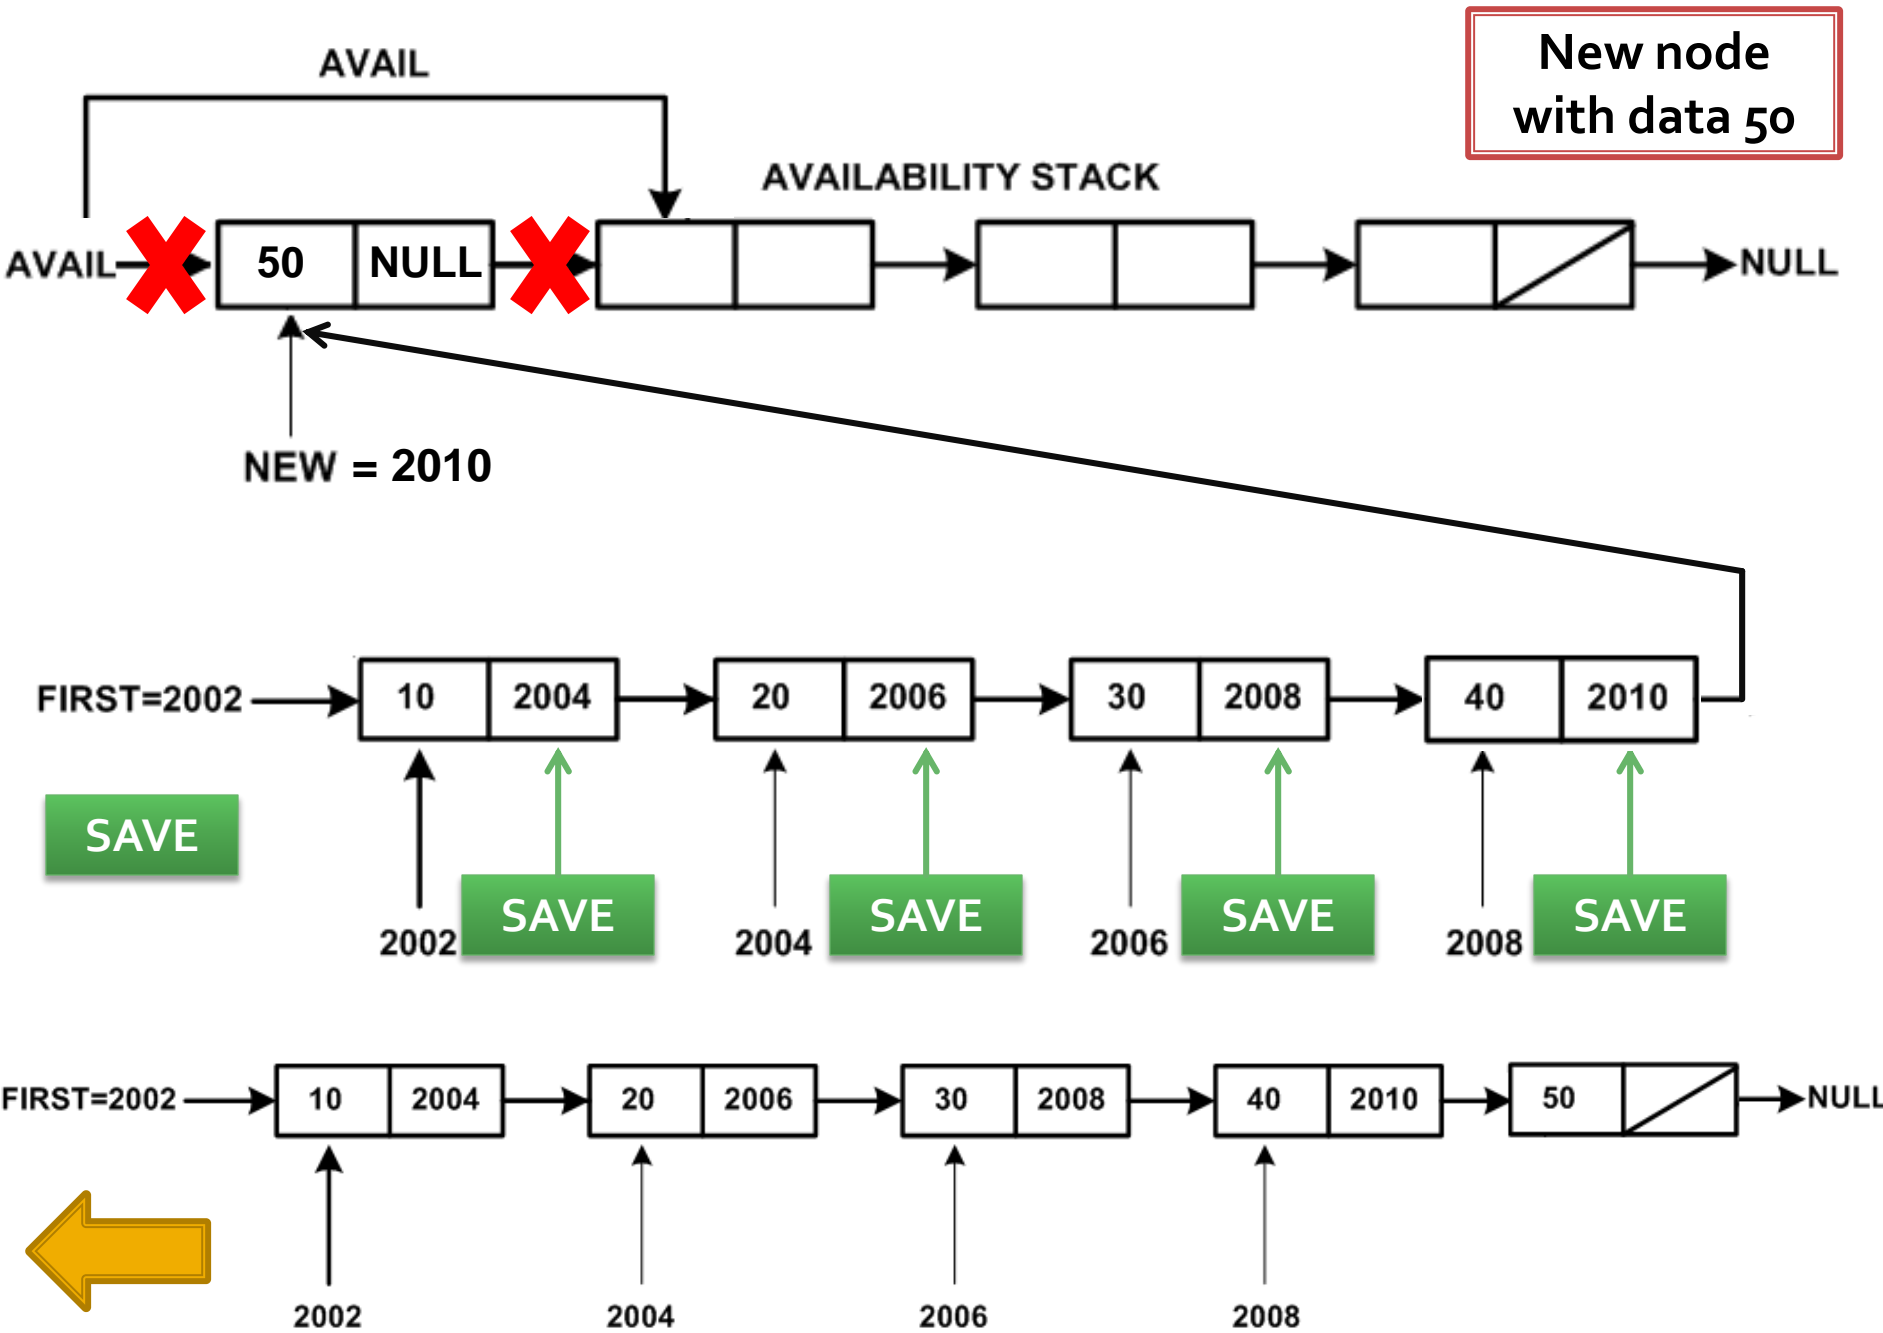 New node
with data 50
AVAIL
AVAILABILITY STACK
AVAIL 50 NULL NULL
NEW = 2010
FIRST=2002 10 2004 20 2006 30 2008 40 2010
SAVE
SAVE SAVE SAVE SAVE
2002 2004 2006 2008
FIRST=2002 10 2004 20 2006 30 2008 40 2010 50 NULL
2002 2004 2006 2008